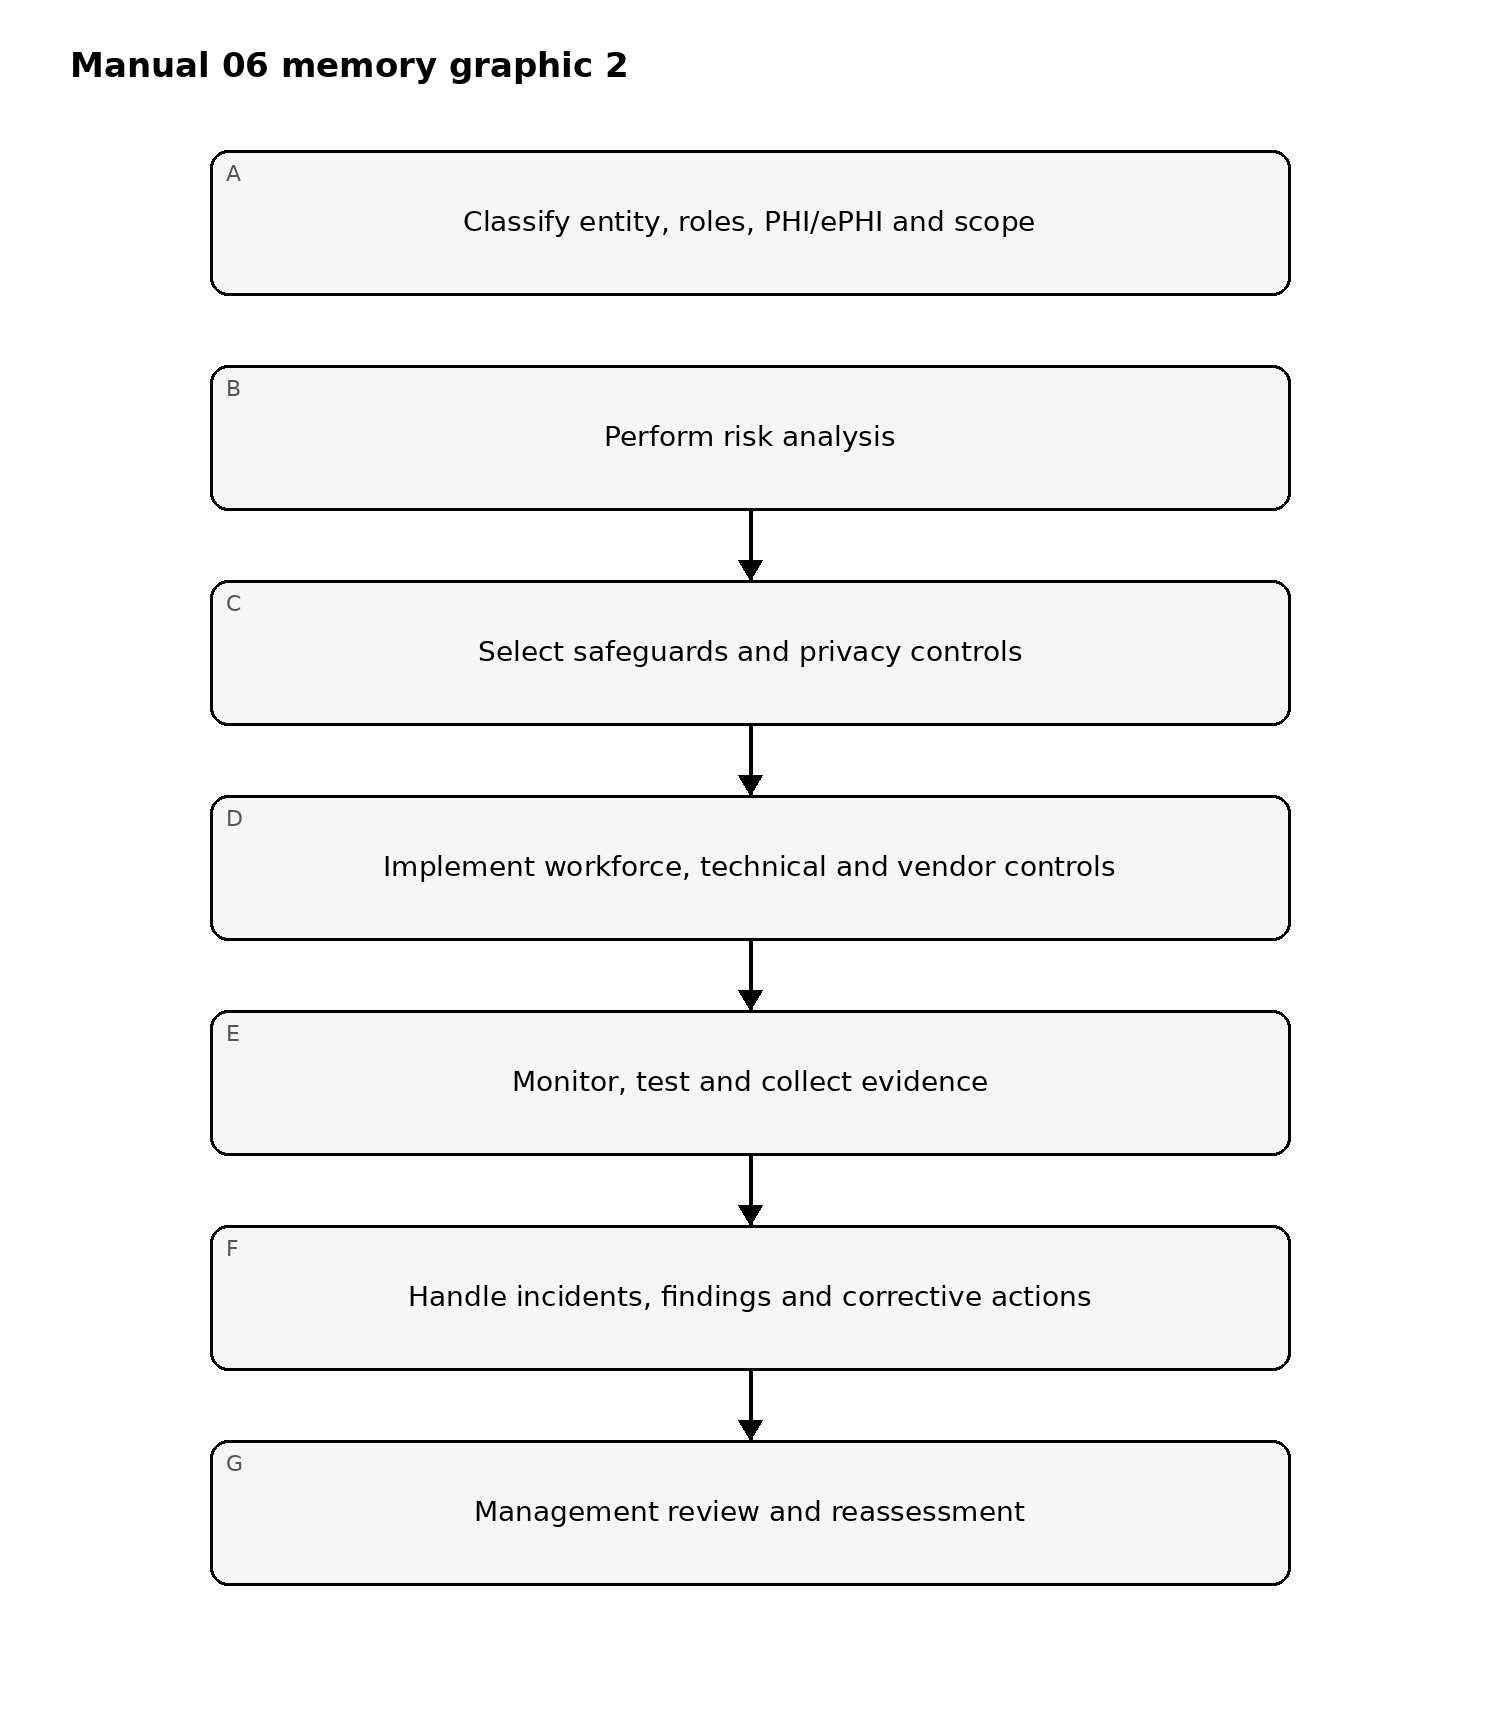 Manual 06 memory graphic 2
A
Classify entity, roles, PHI/ePHI and scope
B
Perform risk analysis
C
Select safeguards and privacy controls
D
Implement workforce, technical and vendor controls
E
Monitor, test and collect evidence
F
Handle incidents, findings and corrective actions
G
Management review and reassessment